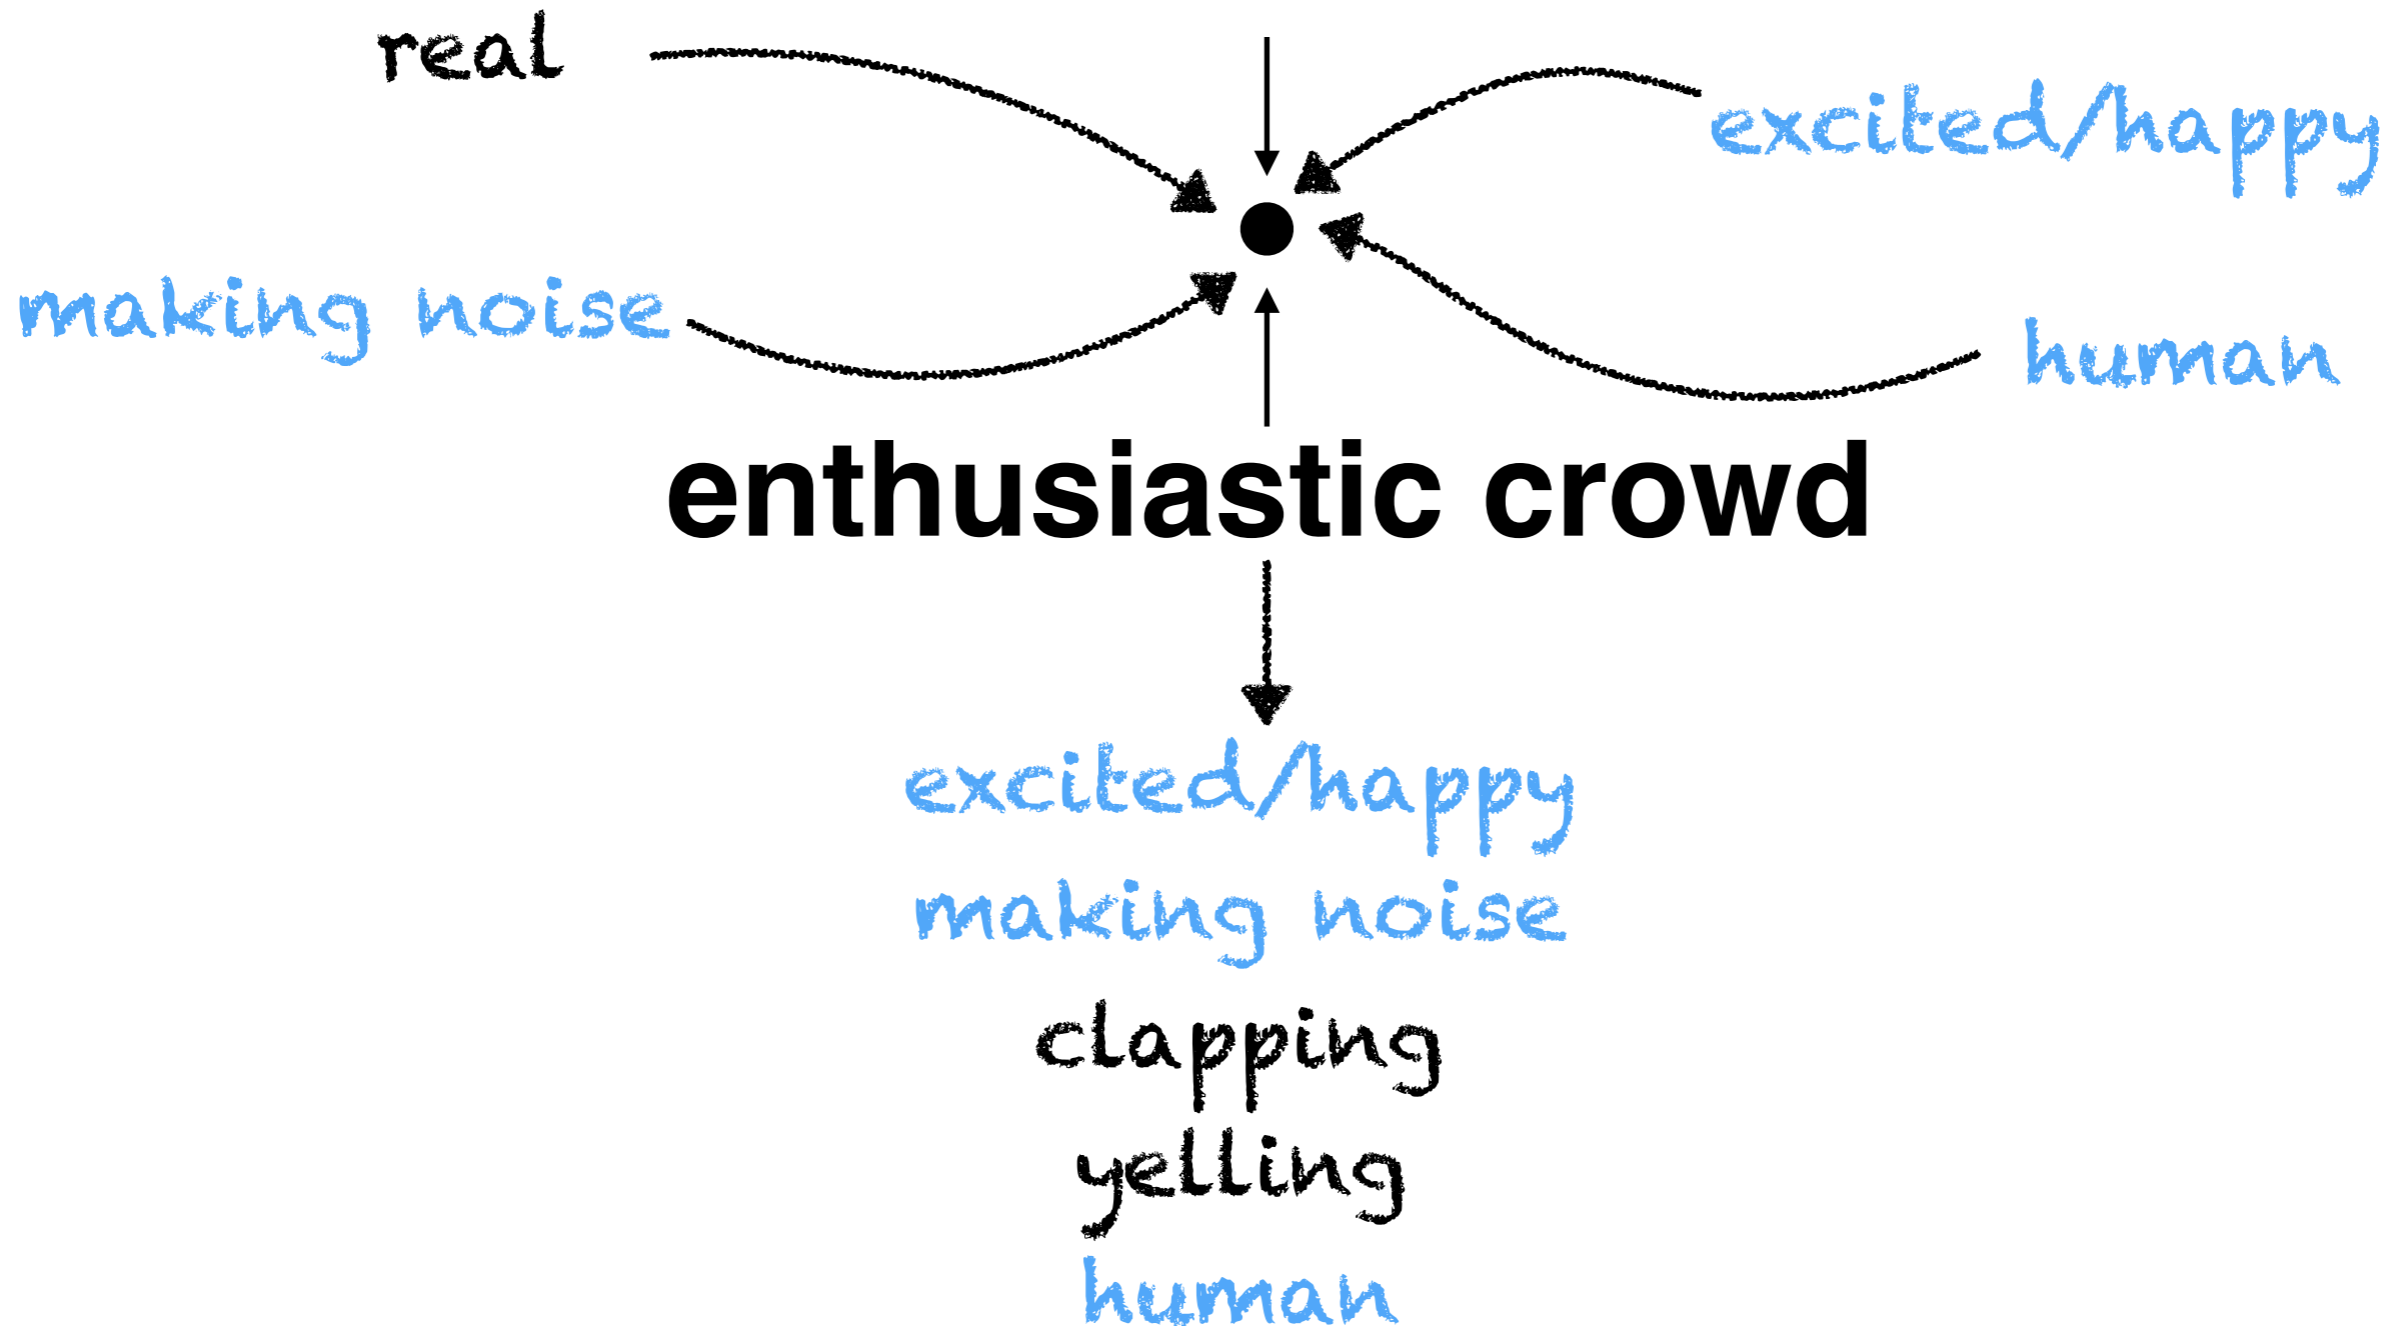 real
excited/happy
making noise
human
enthusiastic crowd
excited/happy
making noise
clapping
yelling
human